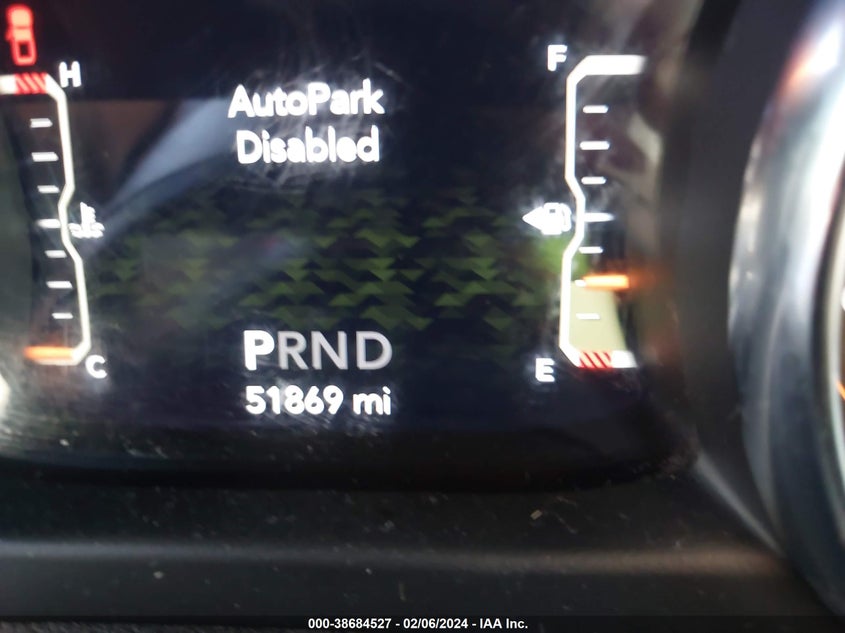 H
F
AutoPark
Disabled
PRND
C
E
51869 mi
000-38684527 - 02/06/2024 - IAA Inc.